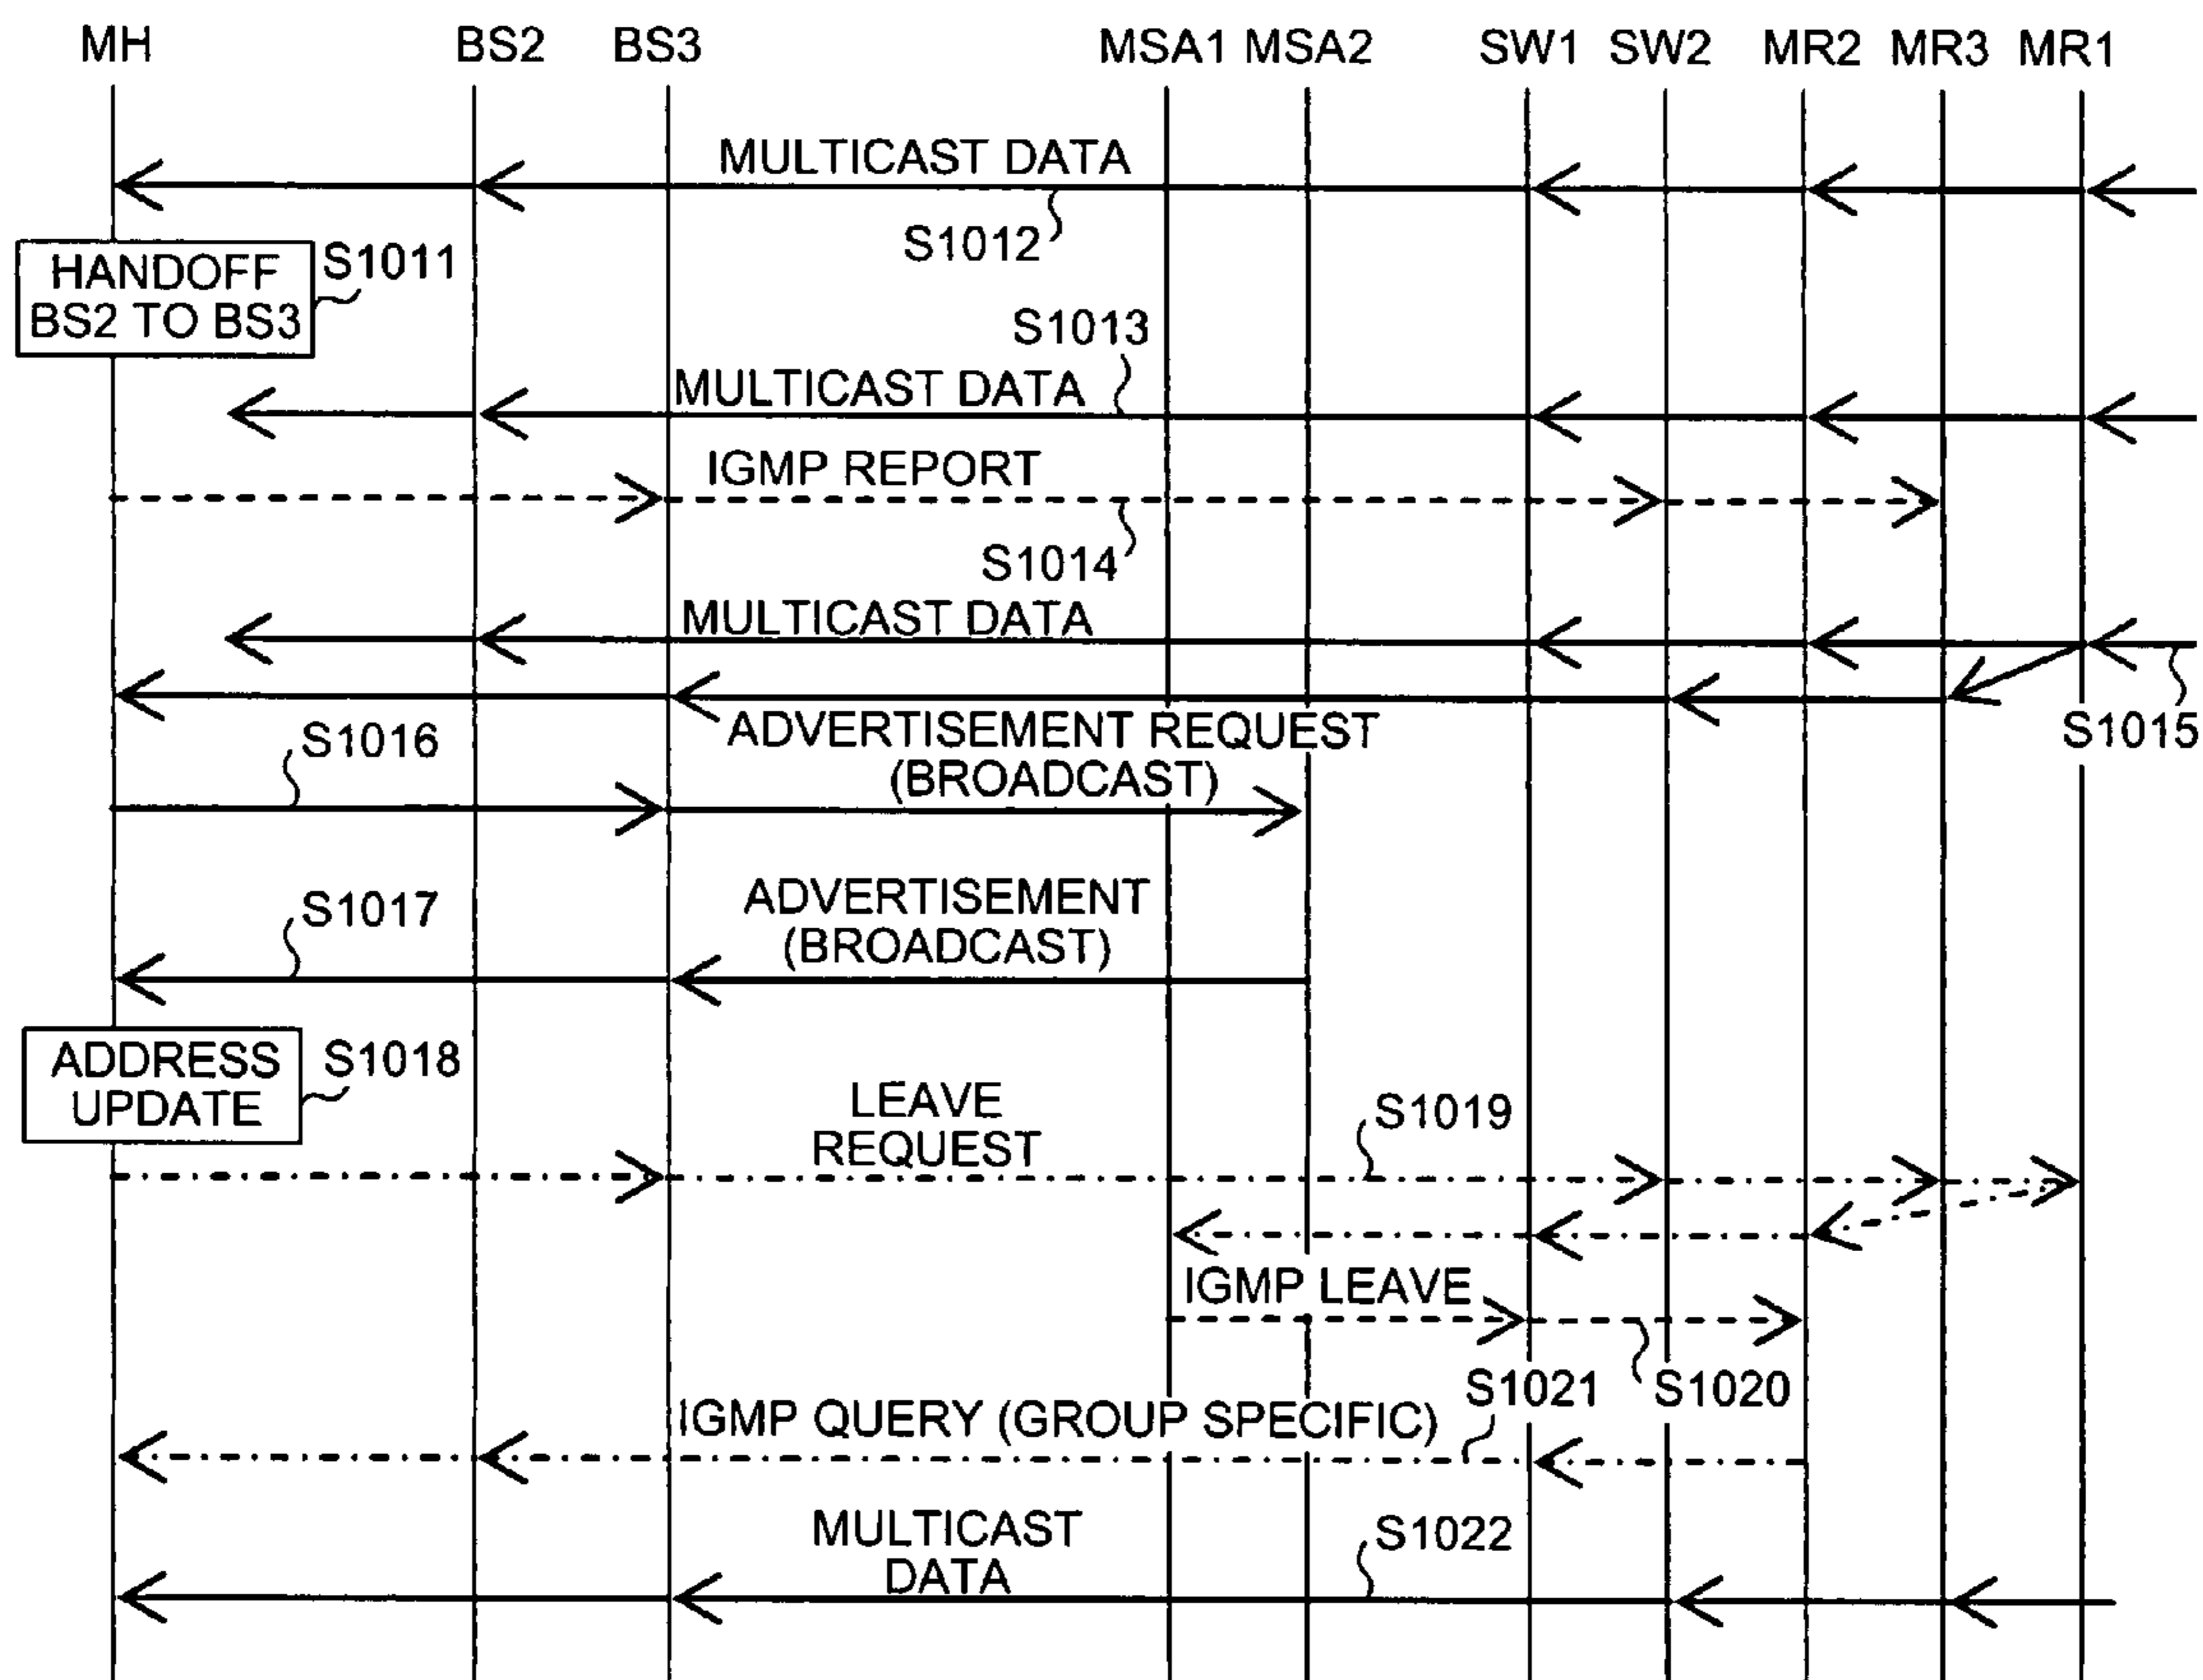 MH BS2 BS3 MSA1 MSA2 SW1 SW2 MR2 MR3 MR1
MULTICAST DATA
S1012
HANDOFF
BS2 TO BS3
S1011
S1013
MULTICAST DATA
IGMP REPORT
S1014
MULTICAST DATA
S1015
ADVERTISEMENT REQUEST
(BROADCAST)
S1016
ADVERTISEMENT
(BROADCAST)
S1017
ADDRESS
UPDATE
S1018
LEAVE
REQUEST
S1019
IGMP LEAVE
S1020
S1021
IGMP QUERY (GROUP SPECIFIC)
MULTICAST
DATA
S1022